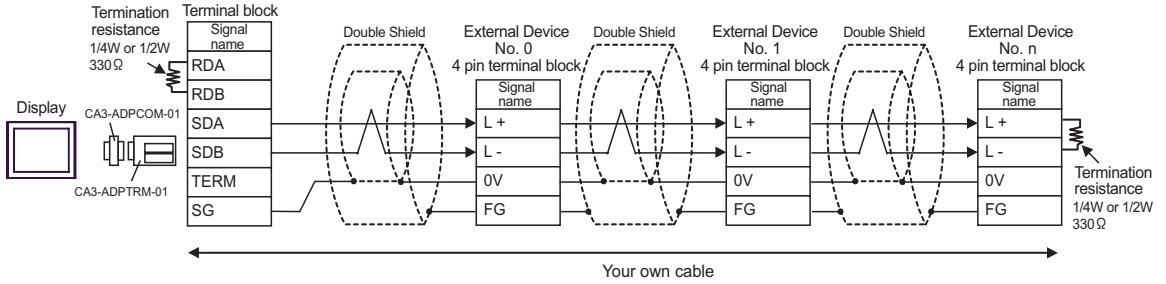 Termination
resistance
1/4W or 1/2W
330Ω
Display
CA3-ADPCOM-01
CA3-ADPTRM-01
Terminal block
Signal
name
RDA
RDB
SDA
SDB
TERM
SG
Double Shield
External Device
No. 0
4 pin terminal block
Signal
name
L +
L -
0V
FG
Double Shield
External Device
No. 1
4 pin terminal block
Signal
name
L +
L -
0V
FG
Double Shield
External Device
No. n
4 pin terminal block
Signal
name
L +
L -
0V
FG
Termination
resistance
1/4W or 1/2W
330Ω
Your own cable